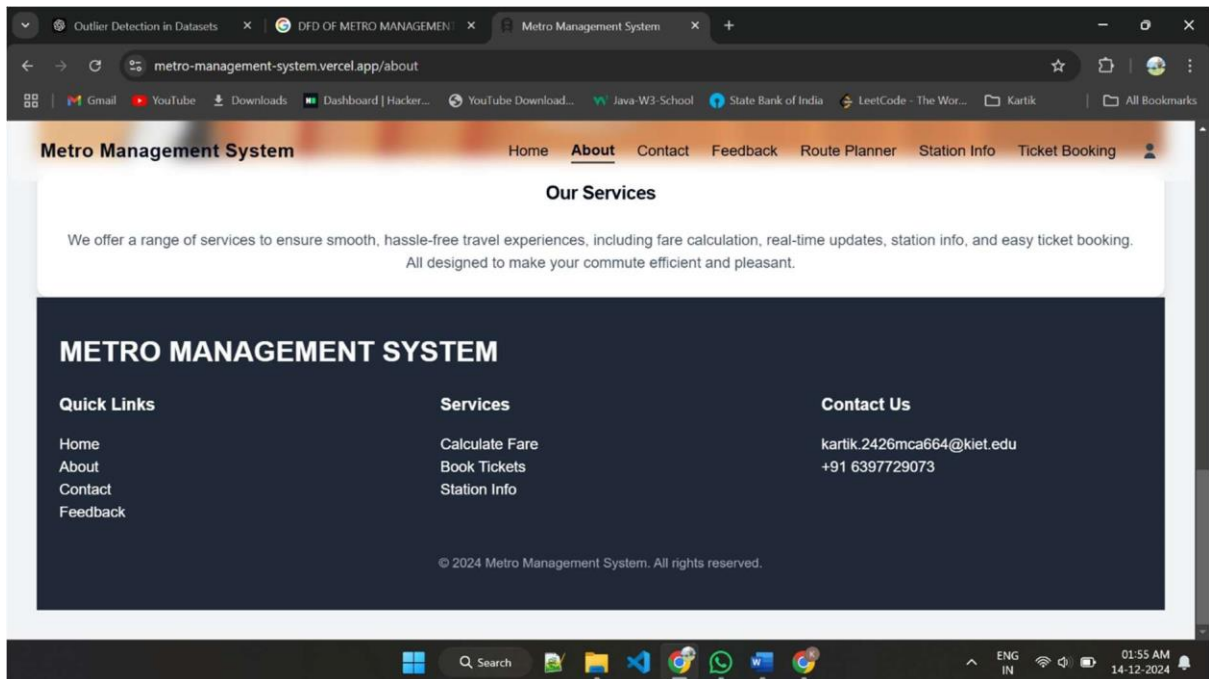 Outlier Detection in Datasets
DFD OF METRO MANAGEMENT
Metro Management System
metro-management-system.vercel.app/about
Gmail
YouTube
Downloads
Dashboard | Hacker...
YouTube Download...
Java-W3-School
State Bank of India
LeetCode - The Wor...
Kartik
All Bookmarks
Metro Management System
Home
About
Contact
Feedback
Route Planner
Station Info
Ticket Booking
Our Services
We offer a range of services to ensure smooth, hassle-free travel experiences, including fare calculation, real-time updates, station info, and easy ticket booking.
All designed to make your commute efficient and pleasant.
METRO MANAGEMENT SYSTEM
Quick Links
Home
About
Contact
Feedback
Services
Calculate Fare
Book Tickets
Station Info
Contact Us
kartik.2426mca664@kiet.edu
+91 6397729073
© 2024 Metro Management System. All rights reserved.
Search
ENG
IN
01:55 AM
14-12-2024